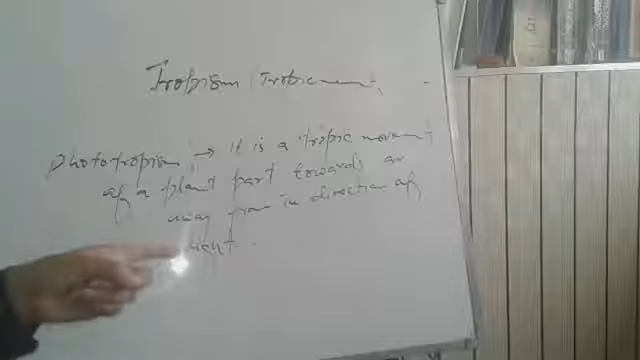 Tropism
phototropism → it is a tropic movement
of a plant part towards or
away from the direction of
light.